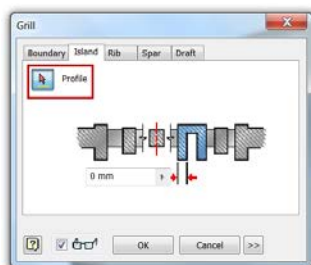 Grill
Boundary Island Rib Spar Draft
Profile
0 mm
OK Cancel >>